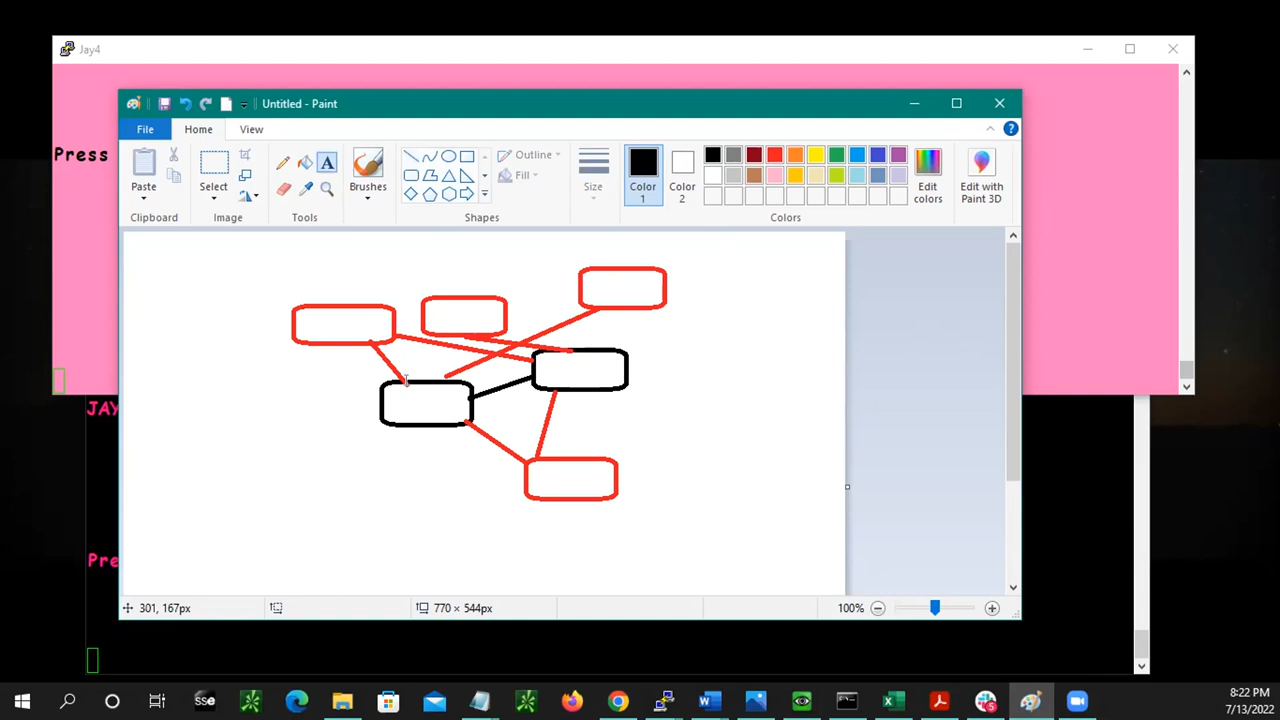 Jay4
Press
Untitled - Paint
File Home View
Paste
Select
Brushes
Outline
Fill
Size
Color 1
Color 2
Edit colors
Edit with Paint 3D
Clipboard
Image
Tools
Shapes
Colors
JAY
Pre
301, 167px
770 × 544px
100%
sse
5
8:22 PM
7/13/2022